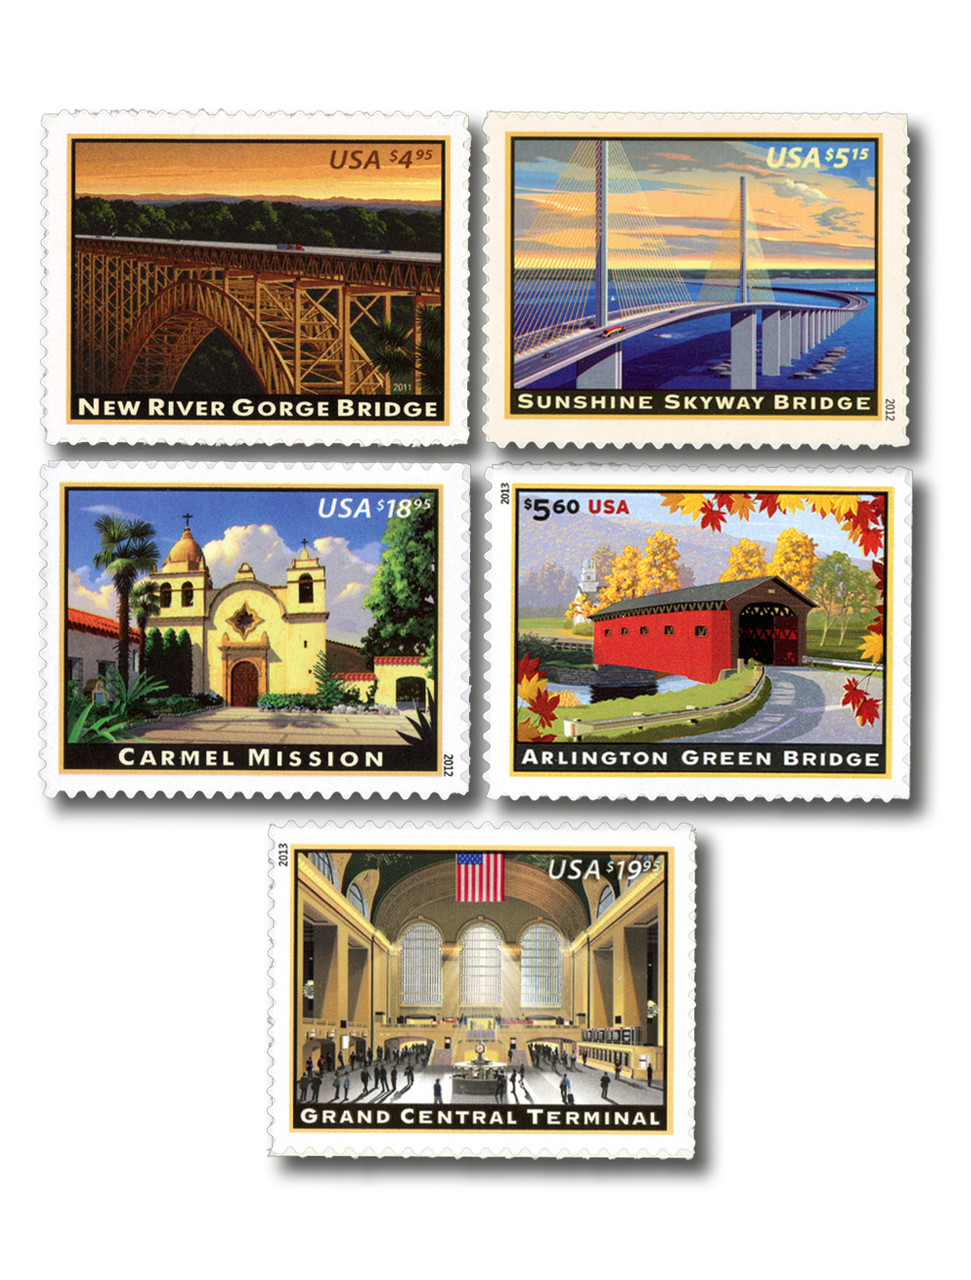 USA $4.95
2011
NEW RIVER GORGE BRIDGE
USA $5.15
SUNSHINE SKYWAY BRIDGE
2012
USA $18.95
CARMEL MISSION
2012
2013
$5.60 USA
ARLINGTON GREEN BRIDGE
2013
USA $19.95
GRAND CENTRAL TERMINAL